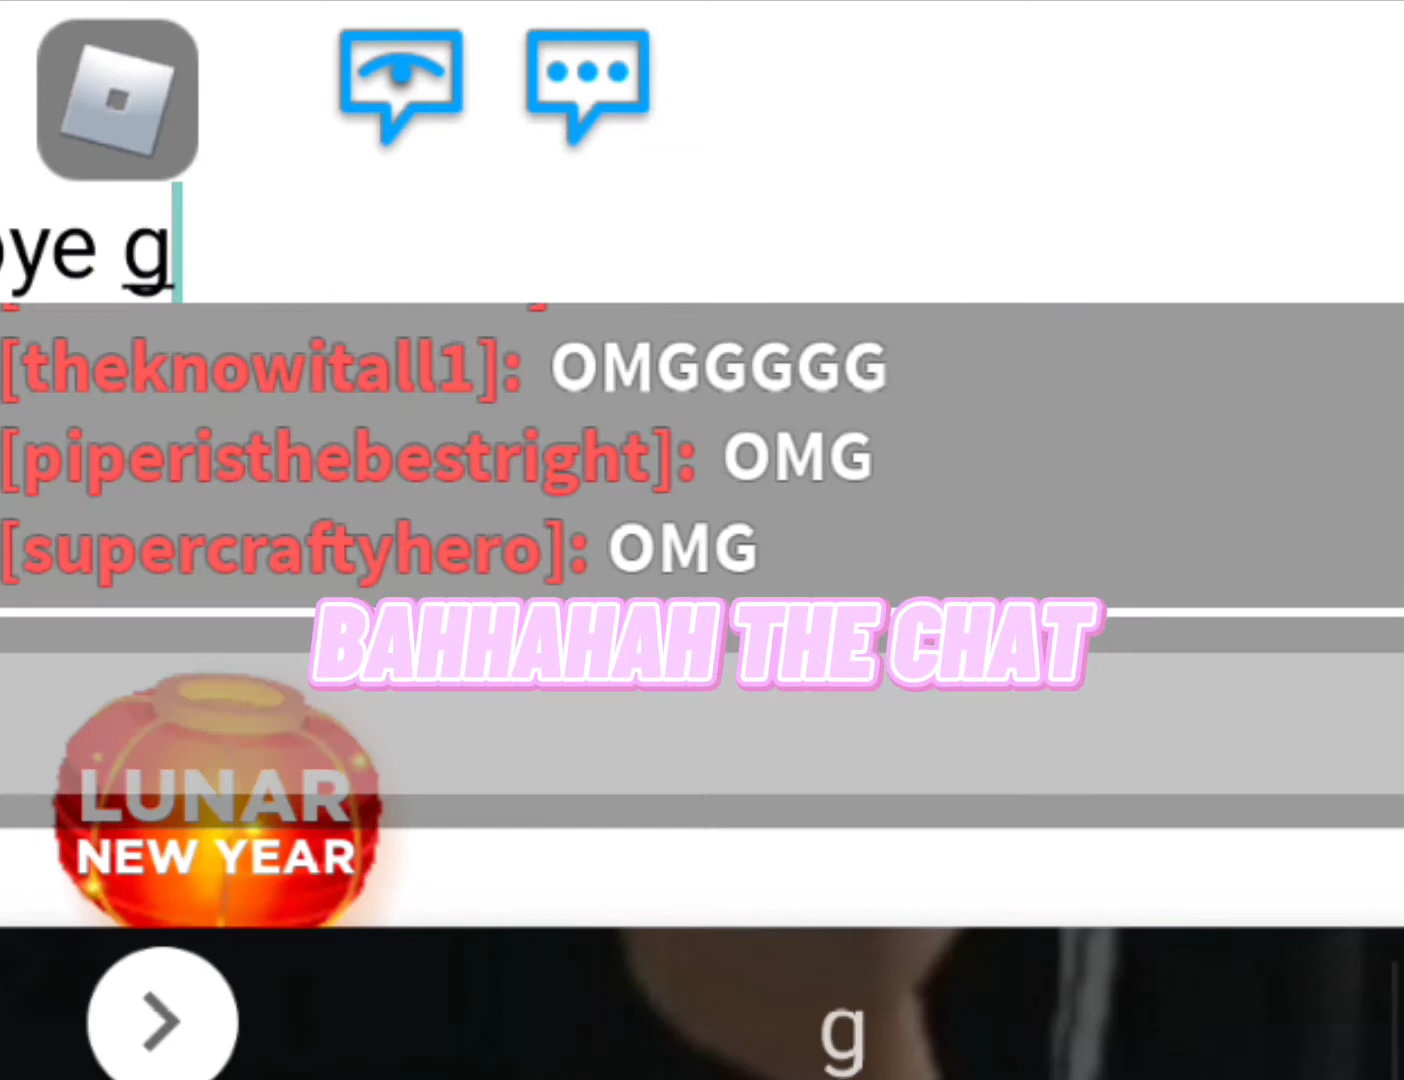 ye g
[theknowitall1]: OMGGGGG
[piperisthebestright]: OMG
[supercraftyhero]: OMG
BAHHAHAH THE CHAT
LUNAR
NEW YEAR
g